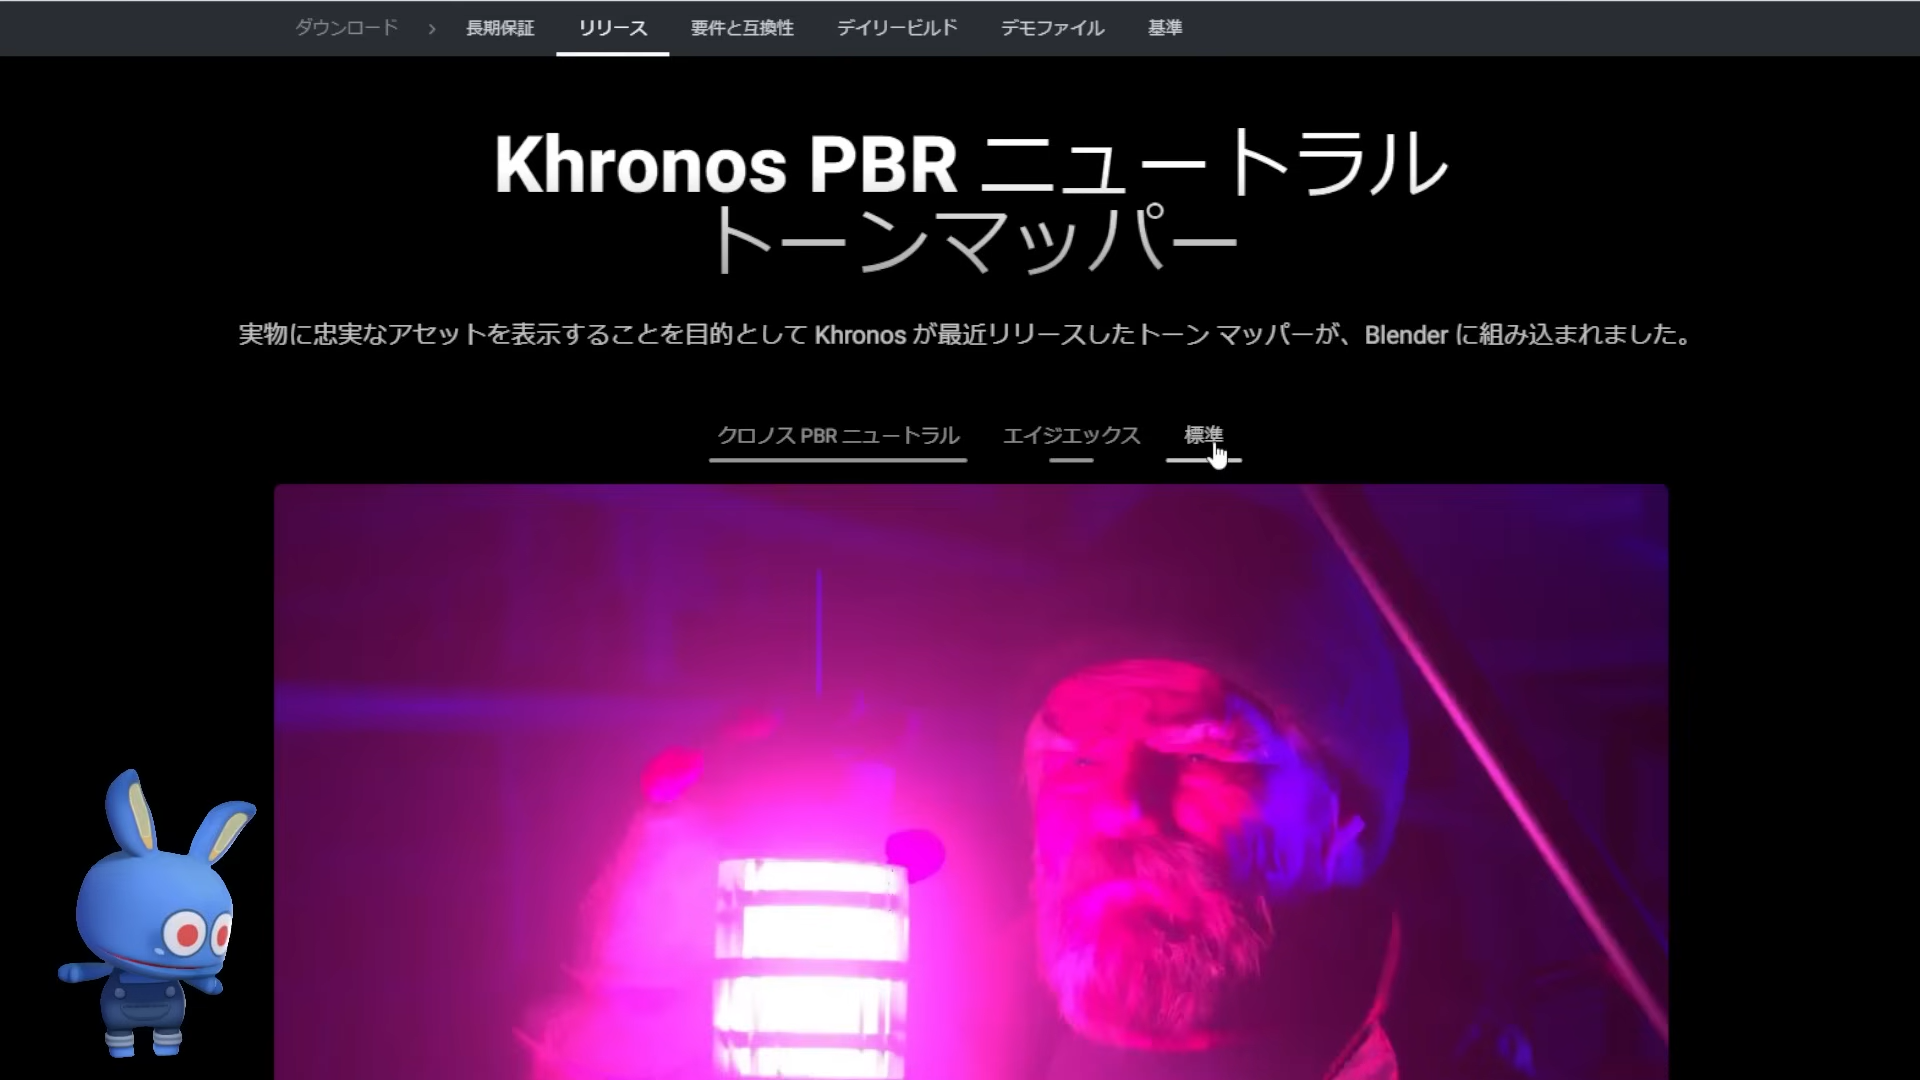 ダウンロード > 長期保証 リリース 要件と互換性 デイリービルド デモファイル 基準
Khronos PBR ニュートラル
トーンマッパー
実物に忠実なアセットを表示することを目的として Khronos が最近リリースしたトーン マッパーが、Blender に組み込まれました。
クロノス PBR ニュートラル エイジエックス 標準